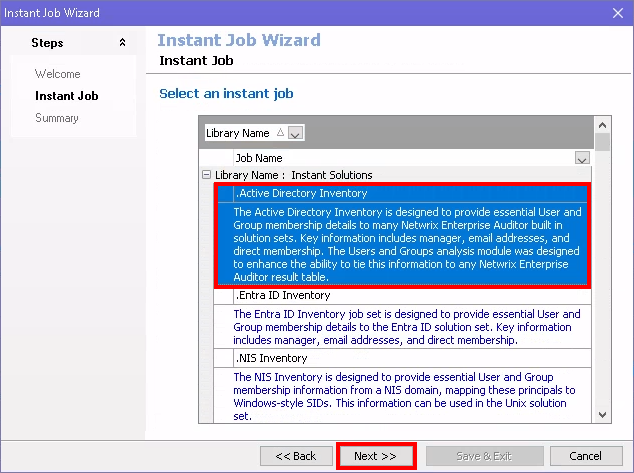 Instant Job Wizard
Steps
Welcome
Instant Job
Summary
Instant Job Wizard
Instant Job
Select an instant job
Library Name
Job Name
Library Name : Instant Solutions
.Active Directory Inventory
The Active Directory Inventory is designed to provide essential User and
Group membership details to many Netwrix Enterprise Auditor built in
solution sets. Key information includes manager, email addresses, and
direct membership. The Users and Groups analysis module was designed
to enhance the ability to tie this information to any Netwrix Enterprise
Auditor result table.
.Entra ID Inventory
The Entra ID Inventory job set is designed to provide essential User and
Group membership details to the Entra ID solution set. Key information
includes manager, email addresses, and direct membership.
.NIS Inventory
The NIS Inventory is designed to provide essential User and Group
membership information from a NIS domain, mapping these principals to
Windows-style SIDs. This information can be used in the Unix solution
set.
<< Back
Next >>
Save & Exit
Cancel